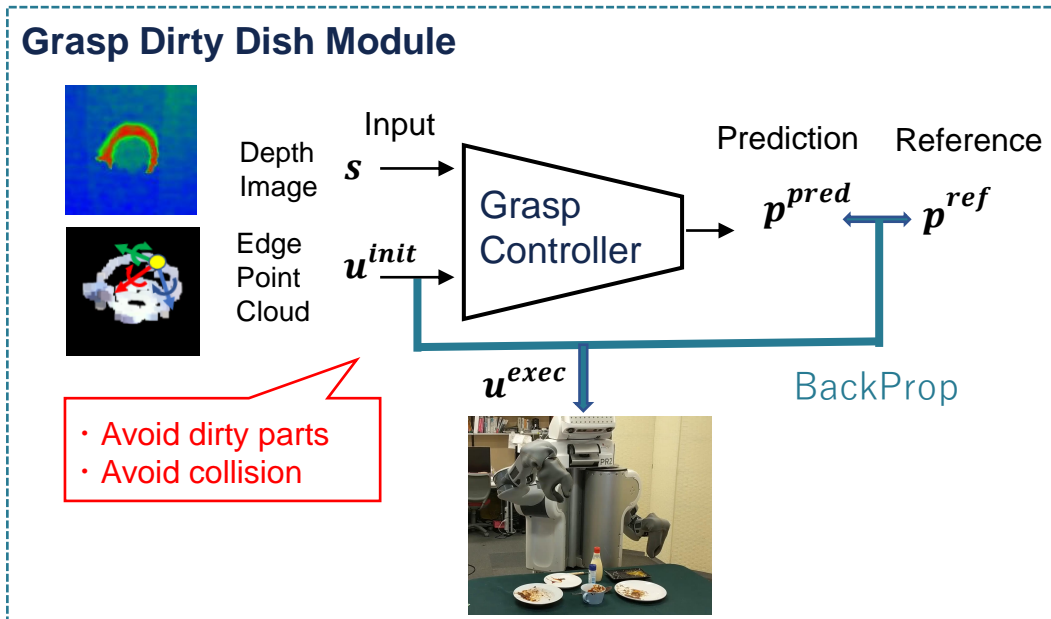 Grasp Dirty Dish Module
Input
Prediction
Reference
Depth
Image
s
Grasp
Controller
p^pred
p^ref
Edge
Point
Cloud
u^init
u^exec
BackProp
・Avoid dirty parts
・Avoid collision
PR2